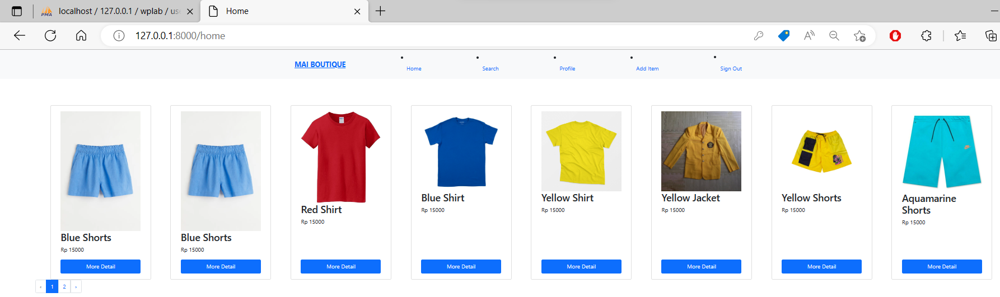 PMA localhost / 127.0.0.1 / wplab / us
Home
127.0.0.1:8000/home
MAI BOUTIQUE
Home
Search
Profile
Add Item
Sign Out
Blue Shorts
Rp 15000
More Detail
Blue Shorts
Rp 15000
More Detail
Red Shirt
Rp 15000
More Detail
Blue Shirt
Rp 15000
More Detail
Yellow Shirt
Rp 15000
More Detail
Yellow Jacket
Rp 15000
More Detail
Yellow Shorts
Rp 15000
More Detail
Aquamarine
Shorts
Rp 15000
More Detail
‹ 1 2 ›